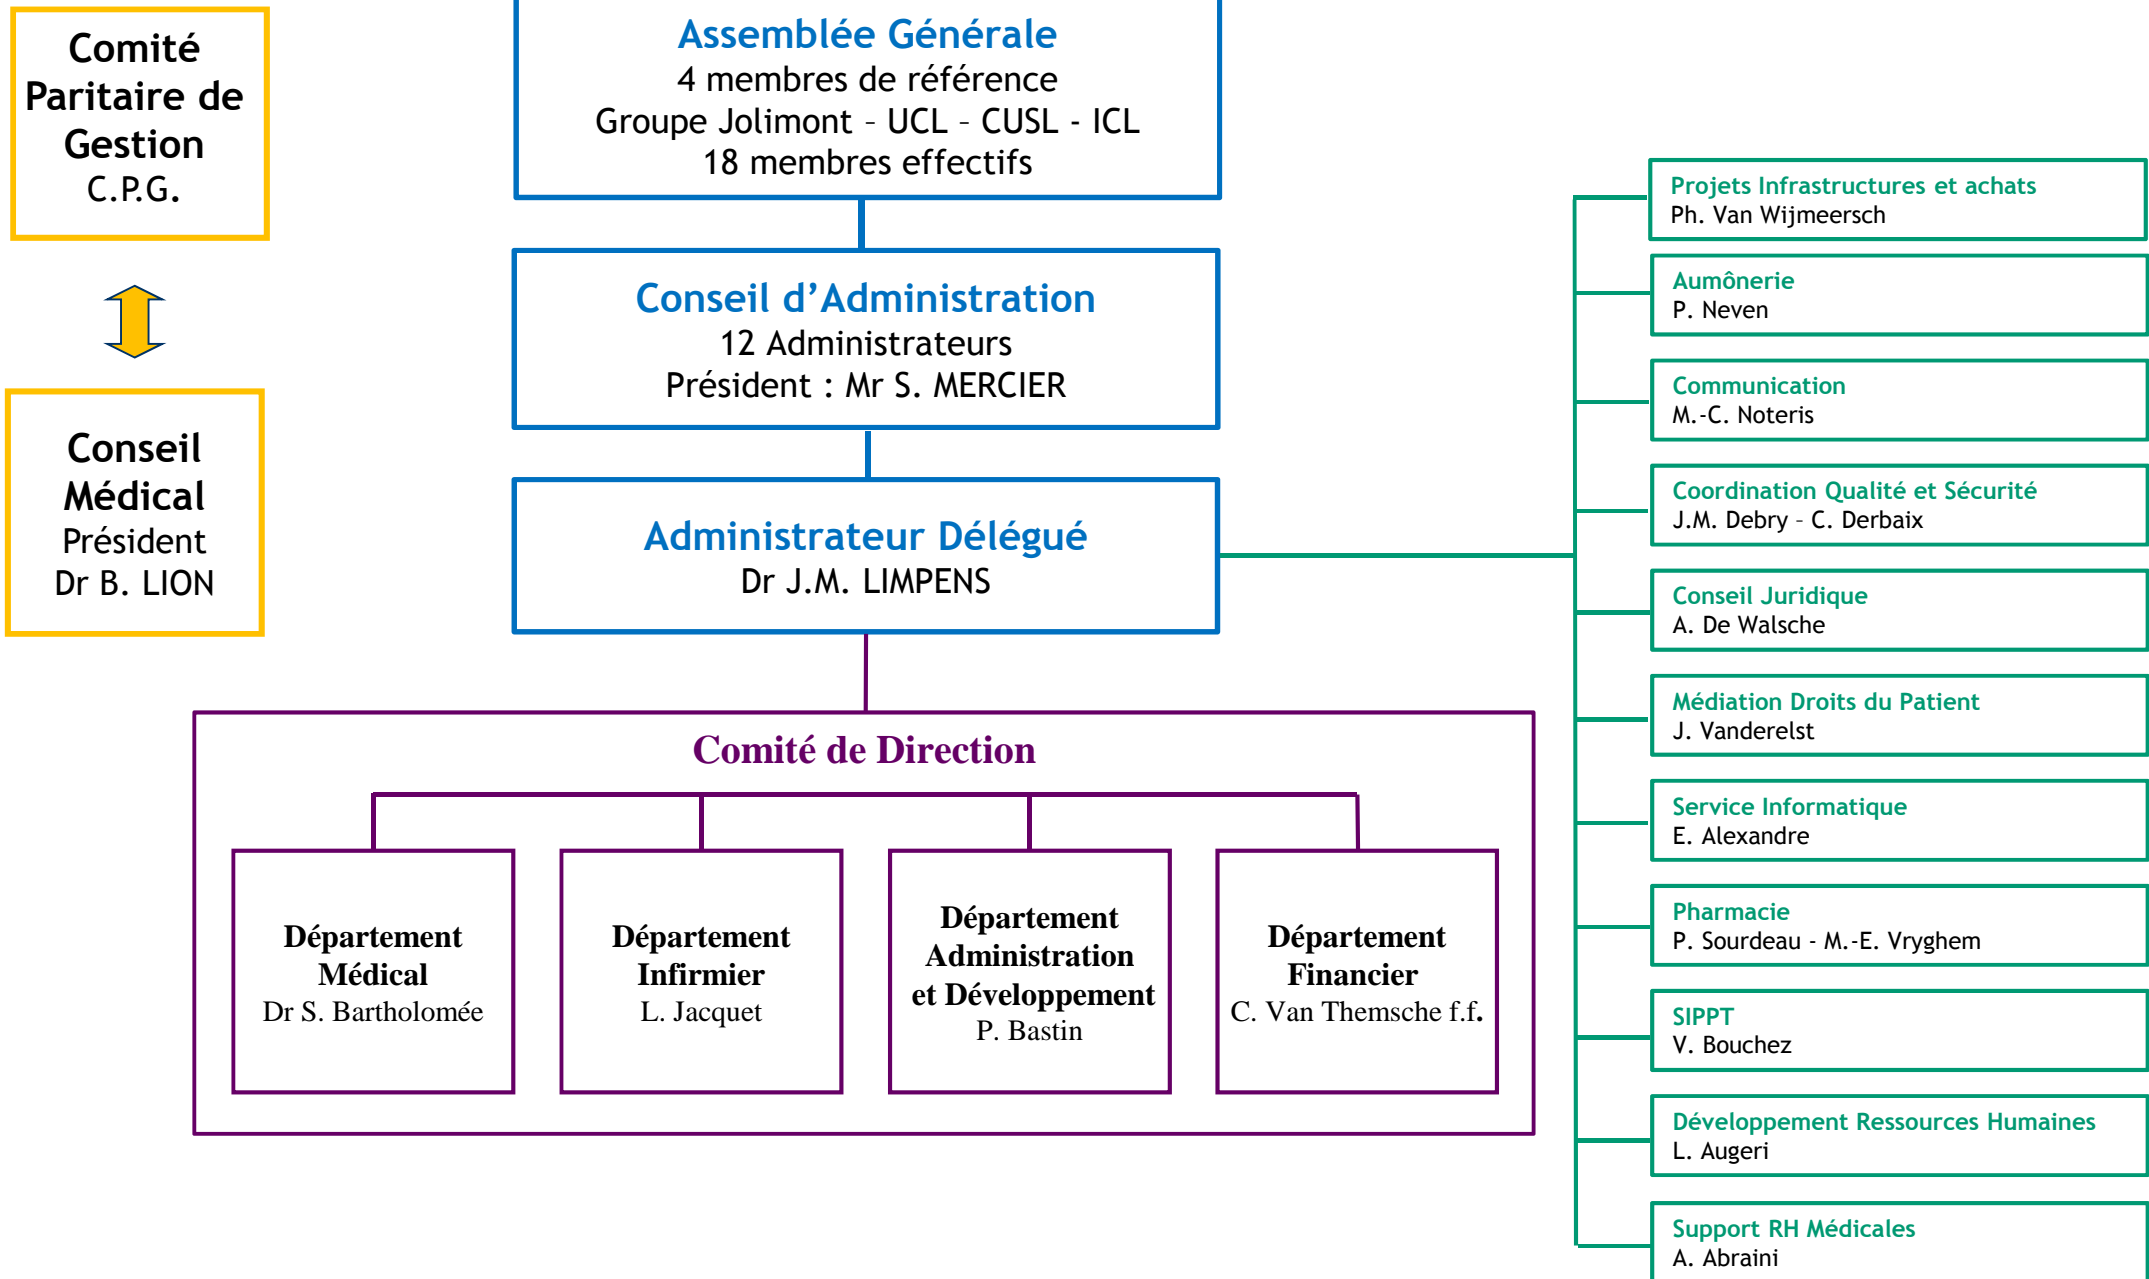 Comité
Paritaire de
Gestion
C.P.G.
Conseil
Médical
Président
Dr B. LION
Assemblée Générale
4 membres de référence
Groupe Jolimont – UCL – CUSL - ICL
18 membres effectifs
Conseil d’Administration
12 Administrateurs
Président : Mr S. MERCIER
Administrateur Délégué
Dr J.M. LIMPENS
Comité de Direction
Département
Médical
Dr S. Bartholomée
Département
Infirmier
L. Jacquet
Département
Administration
et Développement
P. Bastin
Département
Financier
C. Van Themsche f.f.
Projets Infrastructures et achats
Ph. Van Wijmeersch
Aumônerie
P. Neven
Communication
M.-C. Noteris
Coordination Qualité et Sécurité
J.M. Debry – C. Derbaix
Conseil Juridique
A. De Walsche
Médiation Droits du Patient
J. Vanderelst
Service Informatique
E. Alexandre
Pharmacie
P. Sourdeau - M.-E. Vryghem
SIPPT
V. Bouchez
Développement Ressources Humaines
L. Augeri
Support RH Médicales
A. Abraini